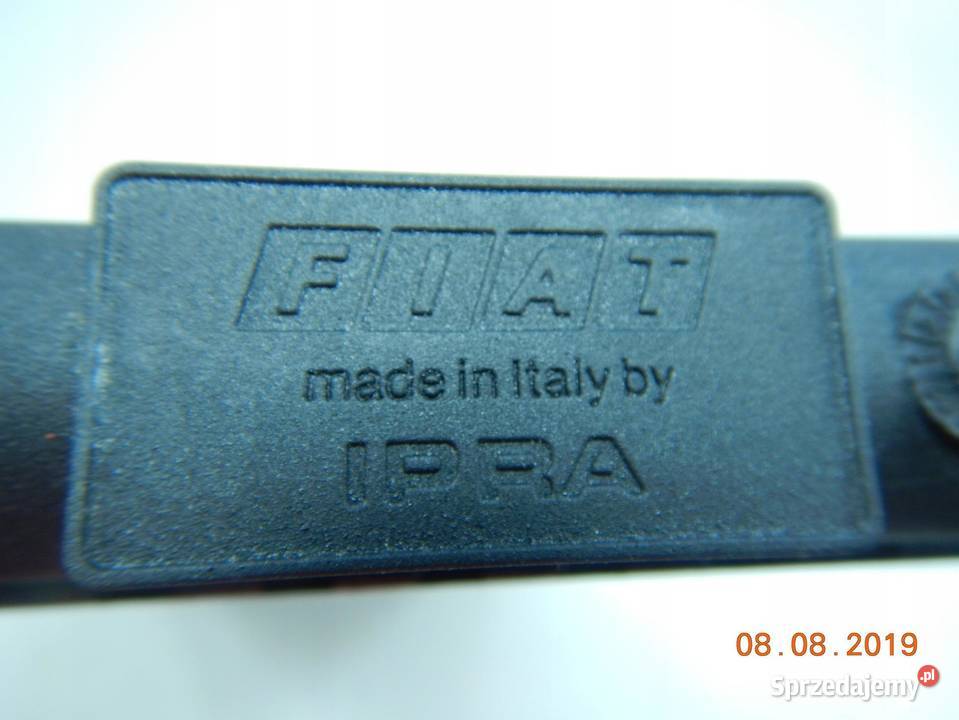 FIAT
made in Italy by
IPRA
08.08.2019
Sprzedajemy.pl